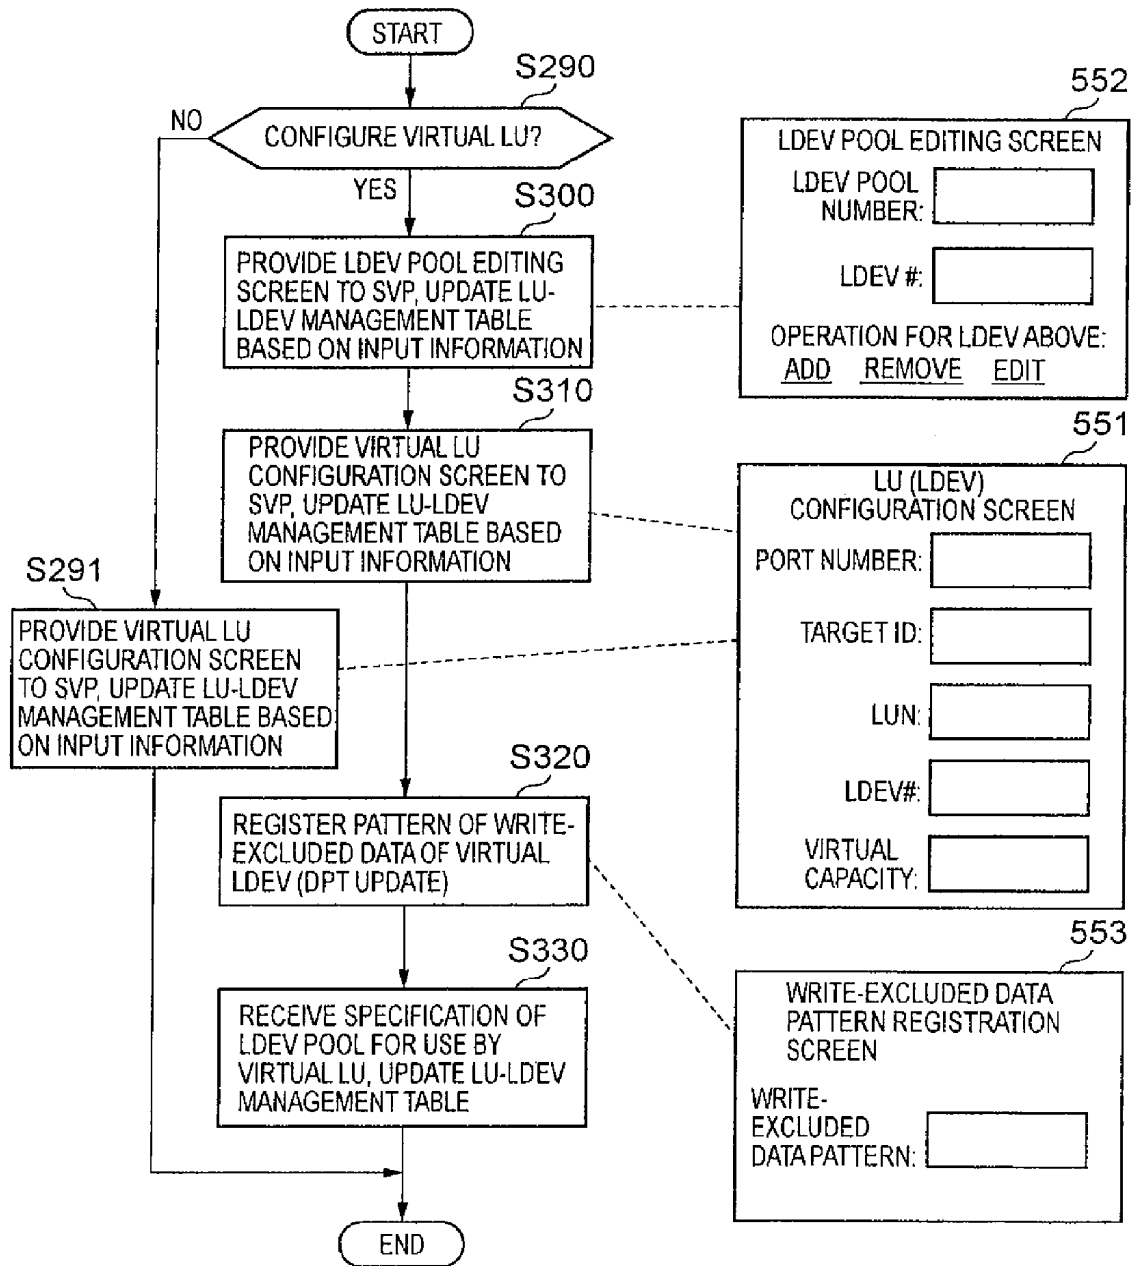 START
S290
NO
CONFIGURE VIRTUAL LU?
YES
S300
PROVIDE LDEV POOL EDITING
SCREEN TO SVP, UPDATE LU-
LDEV MANAGEMENT TABLE
BASED ON INPUT INFORMATION
S310
PROVIDE VIRTUAL LU
CONFIGURATION SCREEN TO
SVP, UPDATE LU-LDEV
MANAGEMENT TABLE BASED
ON INPUT INFORMATION
S291
PROVIDE VIRTUAL LU
CONFIGURATION SCREEN
TO SVP, UPDATE LU-LDEV
MANAGEMENT TABLE BASED
ON INPUT INFORMATION
S320
REGISTER PATTERN OF WRITE-
EXCLUDED DATA OF VIRTUAL
LDEV (DPT UPDATE)
S330
RECEIVE SPECIFICATION OF
LDEV POOL FOR USE BY
VIRTUAL LU, UPDATE LU-LDEV
MANAGEMENT TABLE
END
552
LDEV POOL EDITING SCREEN
LDEV POOL
NUMBER:
LDEV #:
OPERATION FOR LDEV ABOVE:
ADD REMOVE EDIT
551
LU (LDEV)
CONFIGURATION SCREEN
PORT NUMBER:
TARGET ID:
LUN:
LDEV#:
VIRTUAL
CAPACITY:
553
WRITE-EXCLUDED DATA
PATTERN REGISTRATION
SCREEN
WRITE-
EXCLUDED
DATA PATTERN: